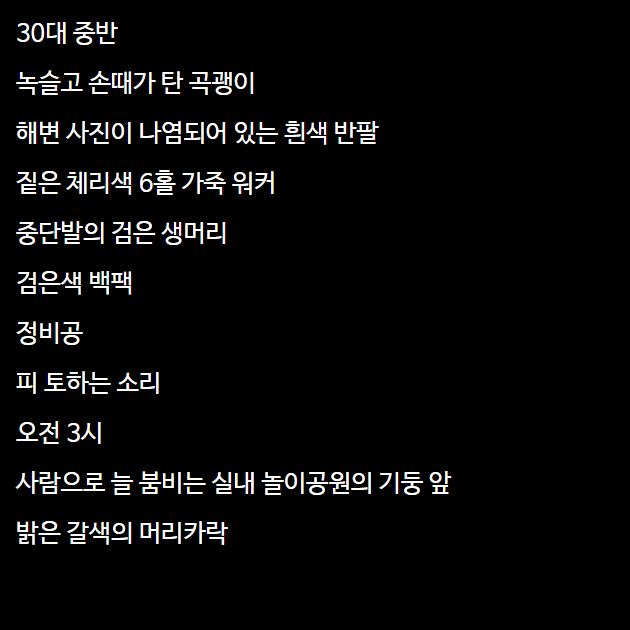 30대 중반
녹슬고 손때가 탄 곡괭이
해변 사진이 나염되어 있는 흰색 반팔
짙은 체리색 6홀 가죽 워커
중단발의 검은 생머리
검은색 백팩
정비공
피 토하는 소리
오전 3시
사람으로 늘 붐비는 실내 놀이공원의 기둥 앞
밝은 갈색의 머리카락